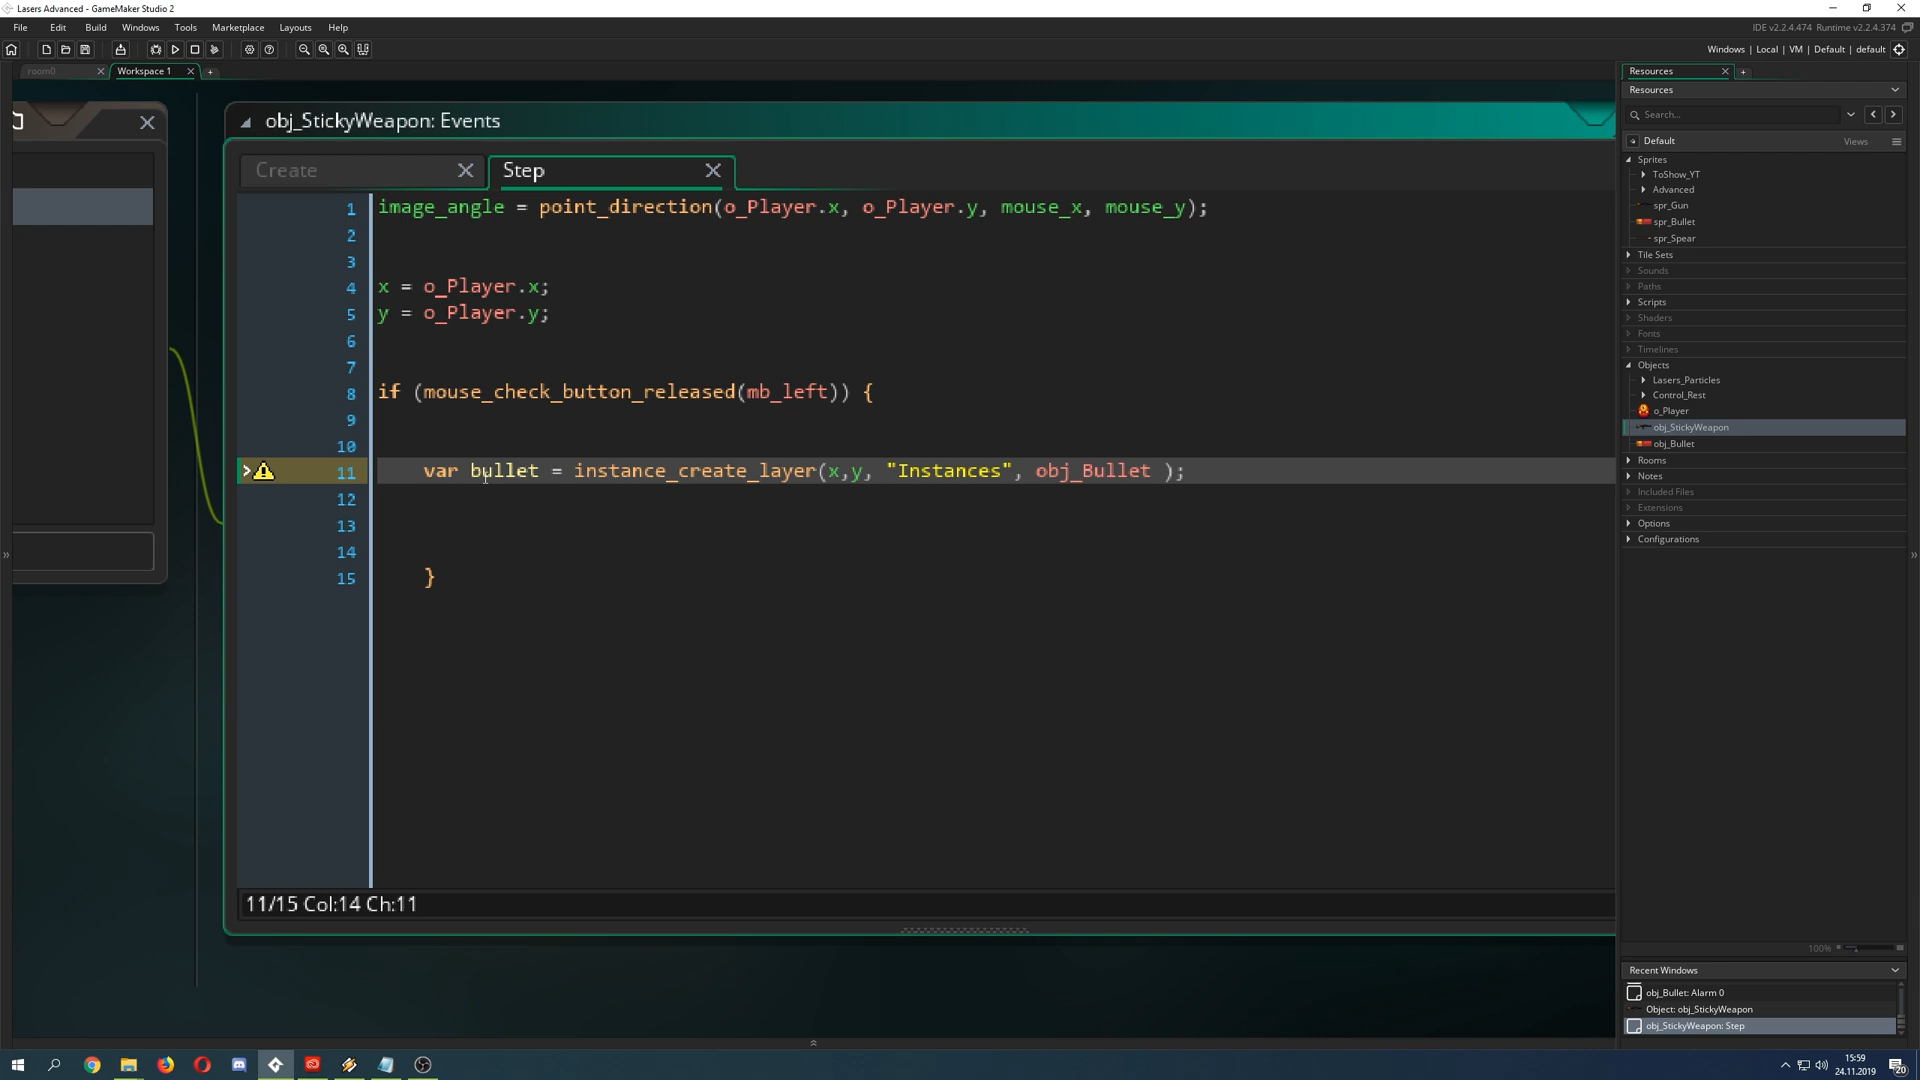 Lasers Advanced - GameMaker Studio 2
File Edit Build Windows Tools Marketplace Layouts Help
IDE v2.2.4.474 Runtime v2.2.4.374
Windows | Local | VM | Default | default
room0
Workspace 1
Resources
Resources
Search...
Default
Views
Sprites
ToShow_YT
Advanced
spr_Gun
spr_Bullet
spr_Spear
Tile Sets
Sounds
Paths
Scripts
Shaders
Fonts
Timelines
Objects
Lasers_Particles
Control_Rest
o_Player
obj_StickyWeapon
obj_Bullet
Rooms
Notes
Included Files
Extensions
Options
Configurations
100%
Recent Windows
obj_Bullet: Alarm 0
Object: obj_StickyWeapon
obj_StickyWeapon: Step
obj_StickyWeapon: Events
Create
Step
1 image_angle = point_direction(o_Player.x, o_Player.y, mouse_x, mouse_y);
2
3
4 x = o_Player.x;
5 y = o_Player.y;
6
7
8 if (mouse_check_button_released(mb_left)) {
9
10
11 var bullet = instance_create_layer(x,y, "Instances", obj_Bullet );
12
13
14
15 }
11/15 Col:14 Ch:11
15:59
24.11.2019
20